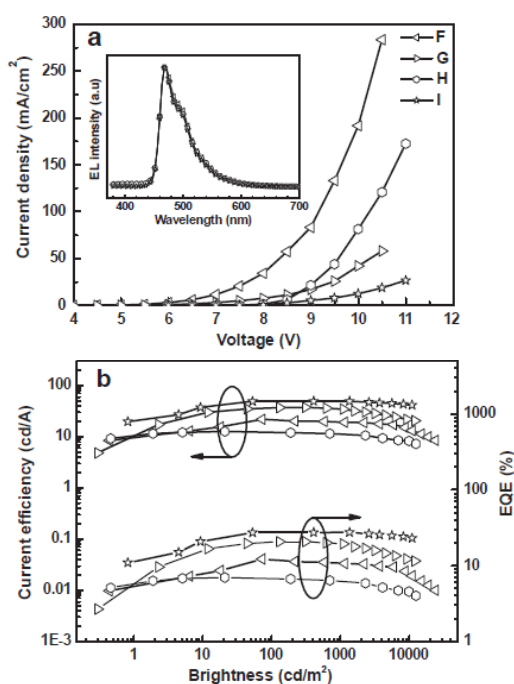 a
F
G
H
I
300
250
200
150
100
50
0
Current density (mA/cm²)
EL intensity (a.u)
400 500 600 700
Wavelength (nm)
4 5 6 7 8 9 10 11 12
Voltage (V)
b
100
10
1
0.1
0.01
1E-3
Current efficiency (cd/A)
1000
100
10
1
EQE (%)
1 10 100 1000 10000
Brightness (cd/m²)